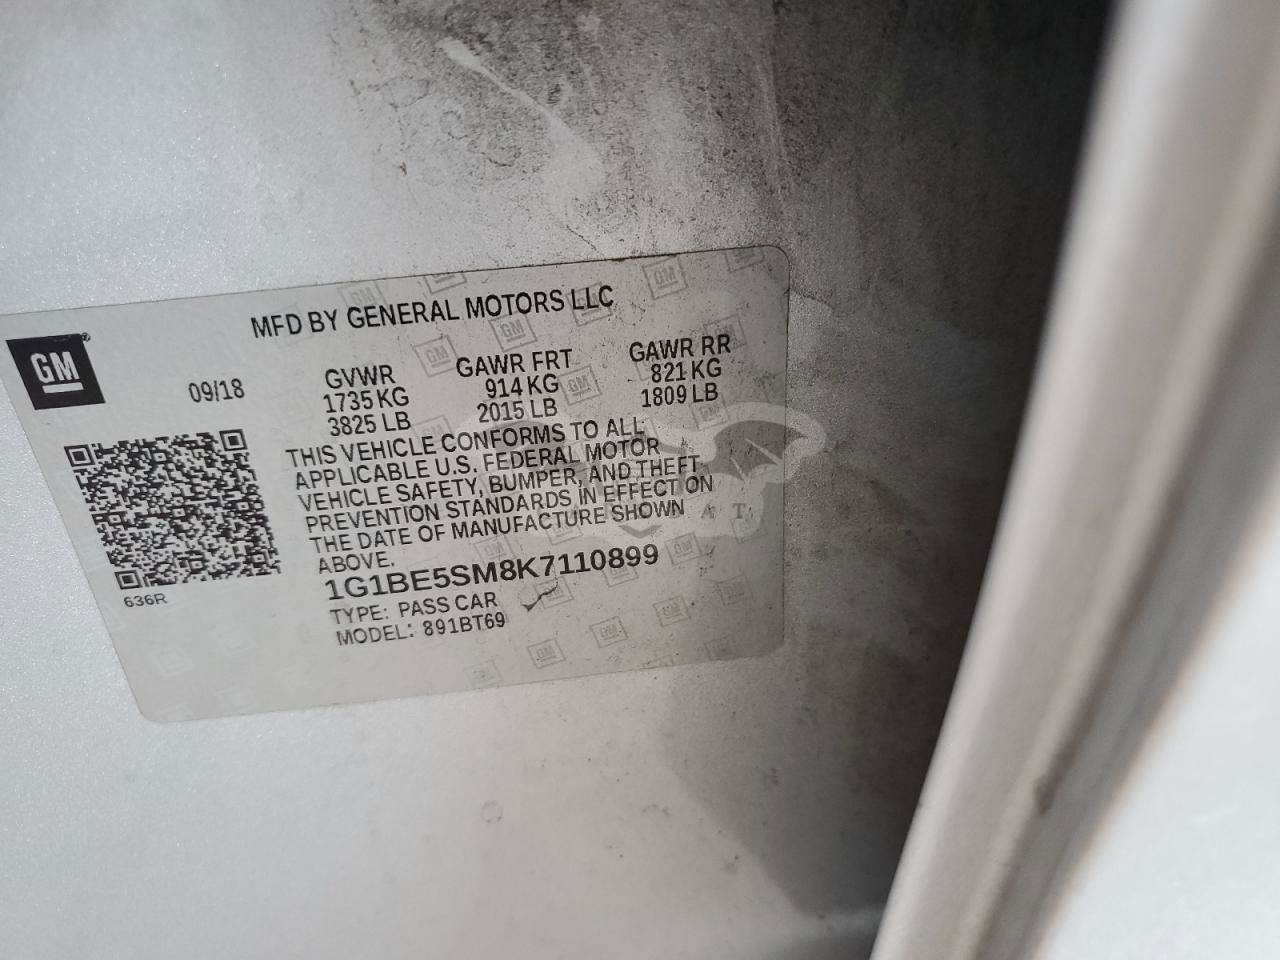 MFD BY GENERAL MOTORS LLC
GM
09/18
GVWR GAWR FRT GAWR RR
1735 KG 914 KG 821 KG
3825 LB 2015 LB 1809 LB
THIS VEHICLE CONFORMS TO ALL
APPLICABLE U.S. FEDERAL MOTOR
VEHICLE SAFETY, BUMPER, AND THEFT
PREVENTION STANDARDS IN EFFECT ON
THE DATE OF MANUFACTURE SHOWN
ABOVE.
1G1BE5SM8K7110899
TYPE: PASS CAR
MODEL: 891BT69
636R